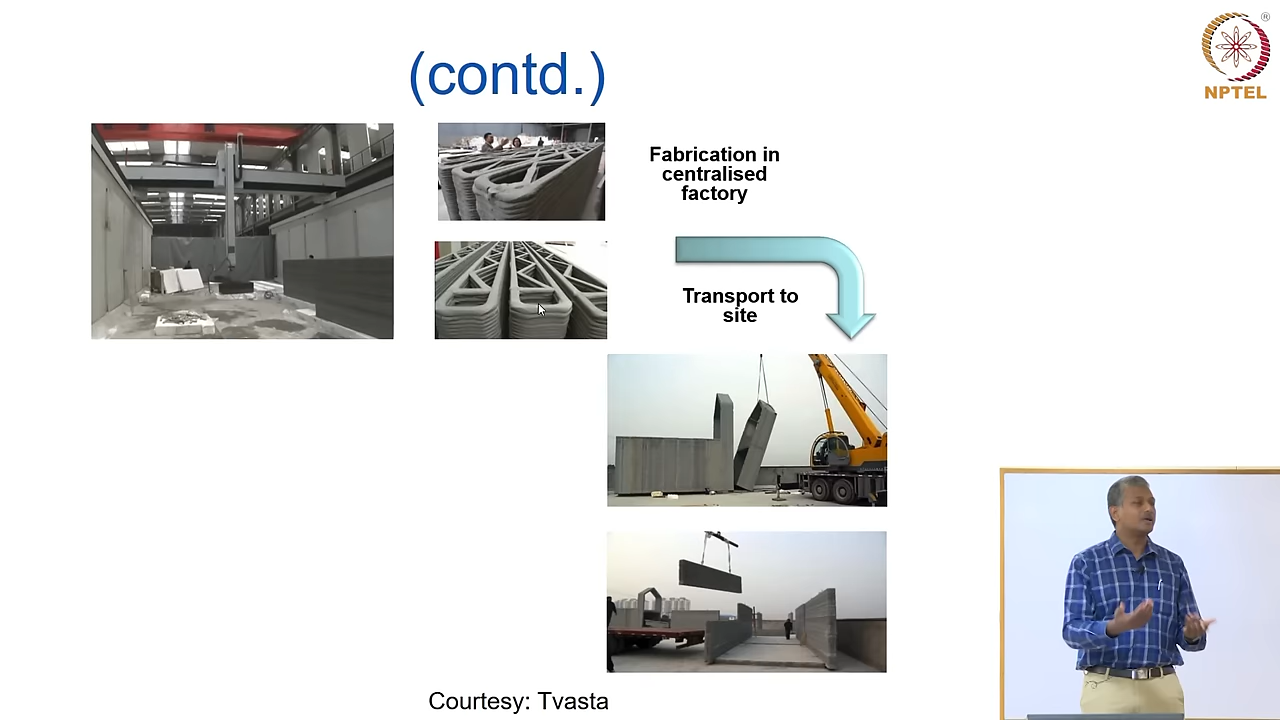 (contd.)
®
NPTEL
Fabrication in
centralised
factory
Transport to
site
Courtesy: Tvasta